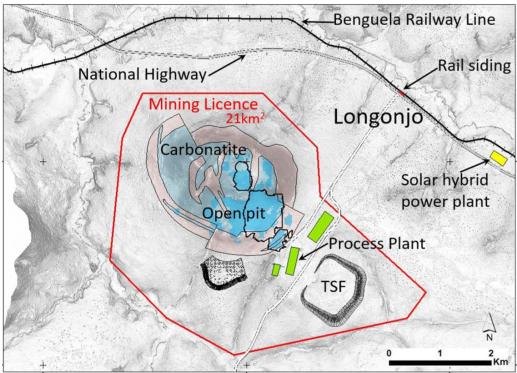 Benguela Railway Line
National Highway
Rail siding
Mining Licence
21km²
Longonjo
Carbonatite
Solar hybrid
power plant
Open pit
Process Plant
TSF
N
0 1 2
Km